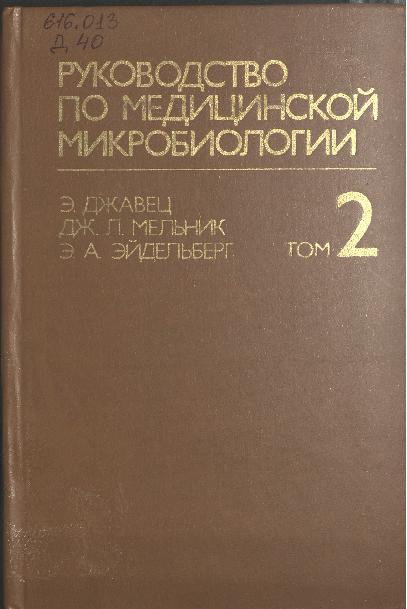 616.013
Д 40
РУКОВОДСТВО
ПО МЕДИЦИНСКОЙ
МИКРОБИОЛОГИИ
Э. ДЖАВЕЦ
ДЖ. Л. МЕЛЬНИК
Э. А. ЭЙДЕЛЬБЕРГ ТОМ 2